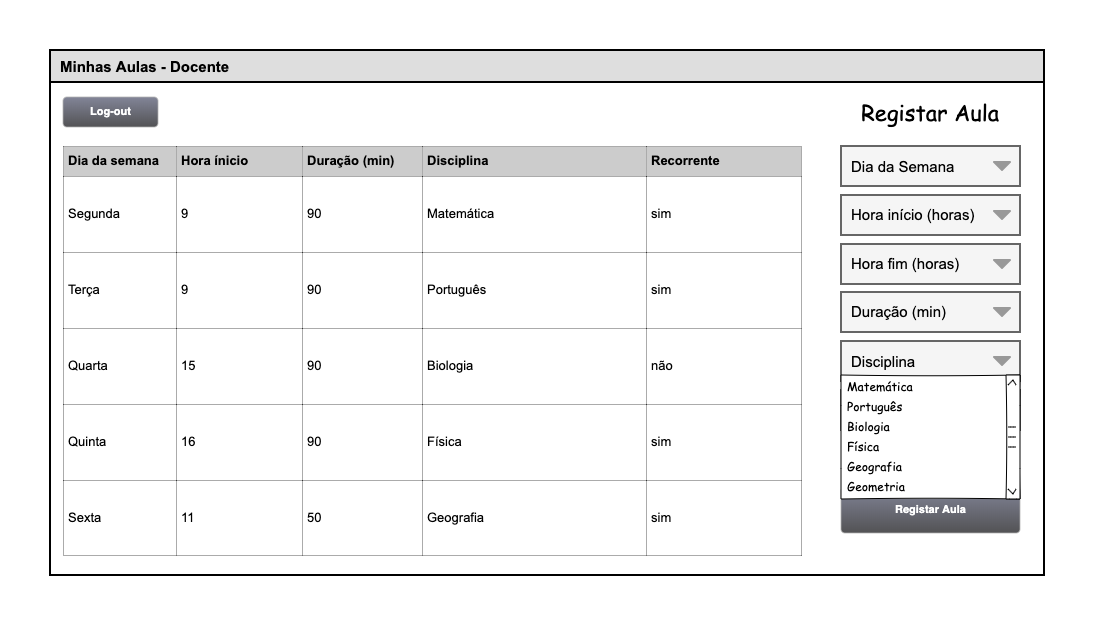 Minhas Aulas - Docente
Log-out
Registar Aula
Dia da semana Hora ínicio Duração (min) Disciplina Recorrente
Segunda 9 90 Matemática sim
Terça 9 90 Português sim
Quarta 15 90 Biologia não
Quinta 16 90 Física sim
Sexta 11 50 Geografia sim
Dia da Semana
Hora início (horas)
Hora fim (horas)
Duração (min)
Disciplina
Matemática
Português
Biologia
Física
Geografia
Geometria
Registar Aula